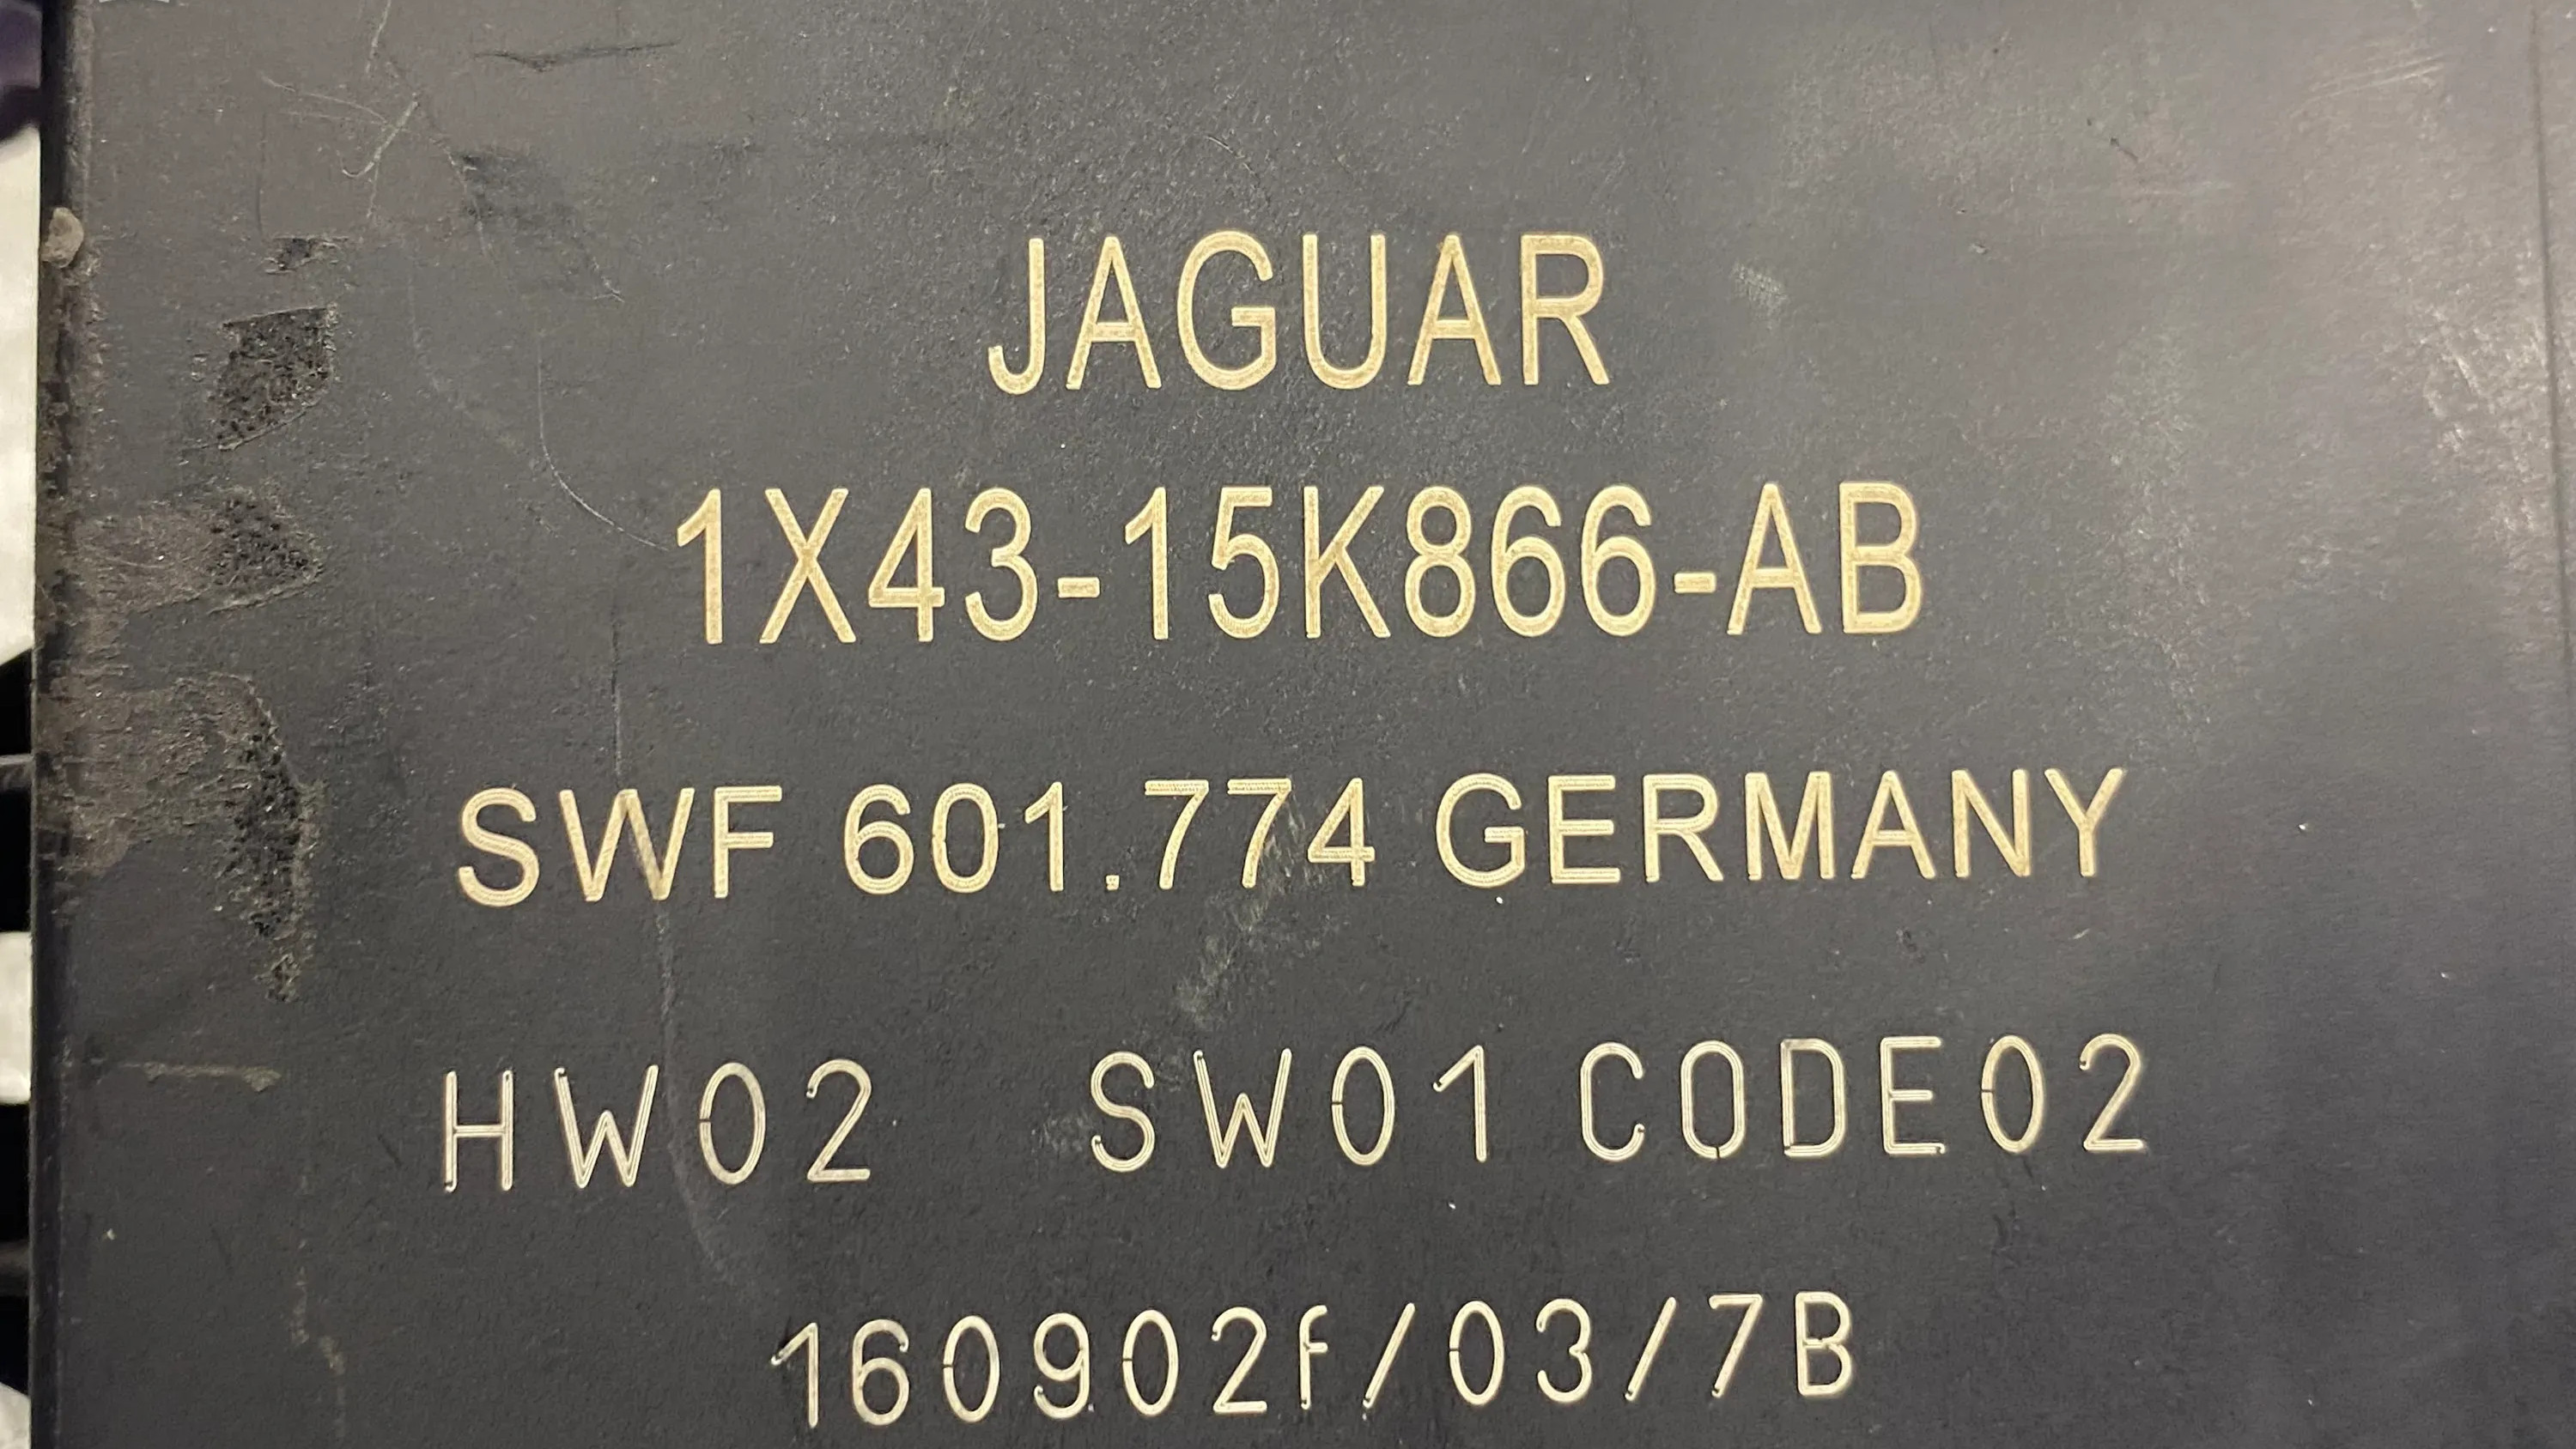 JAGUAR
1X43-15K866-AB
SWF 601.774 GERMANY
HW02 SW01 CODE02
160902f/03/7B